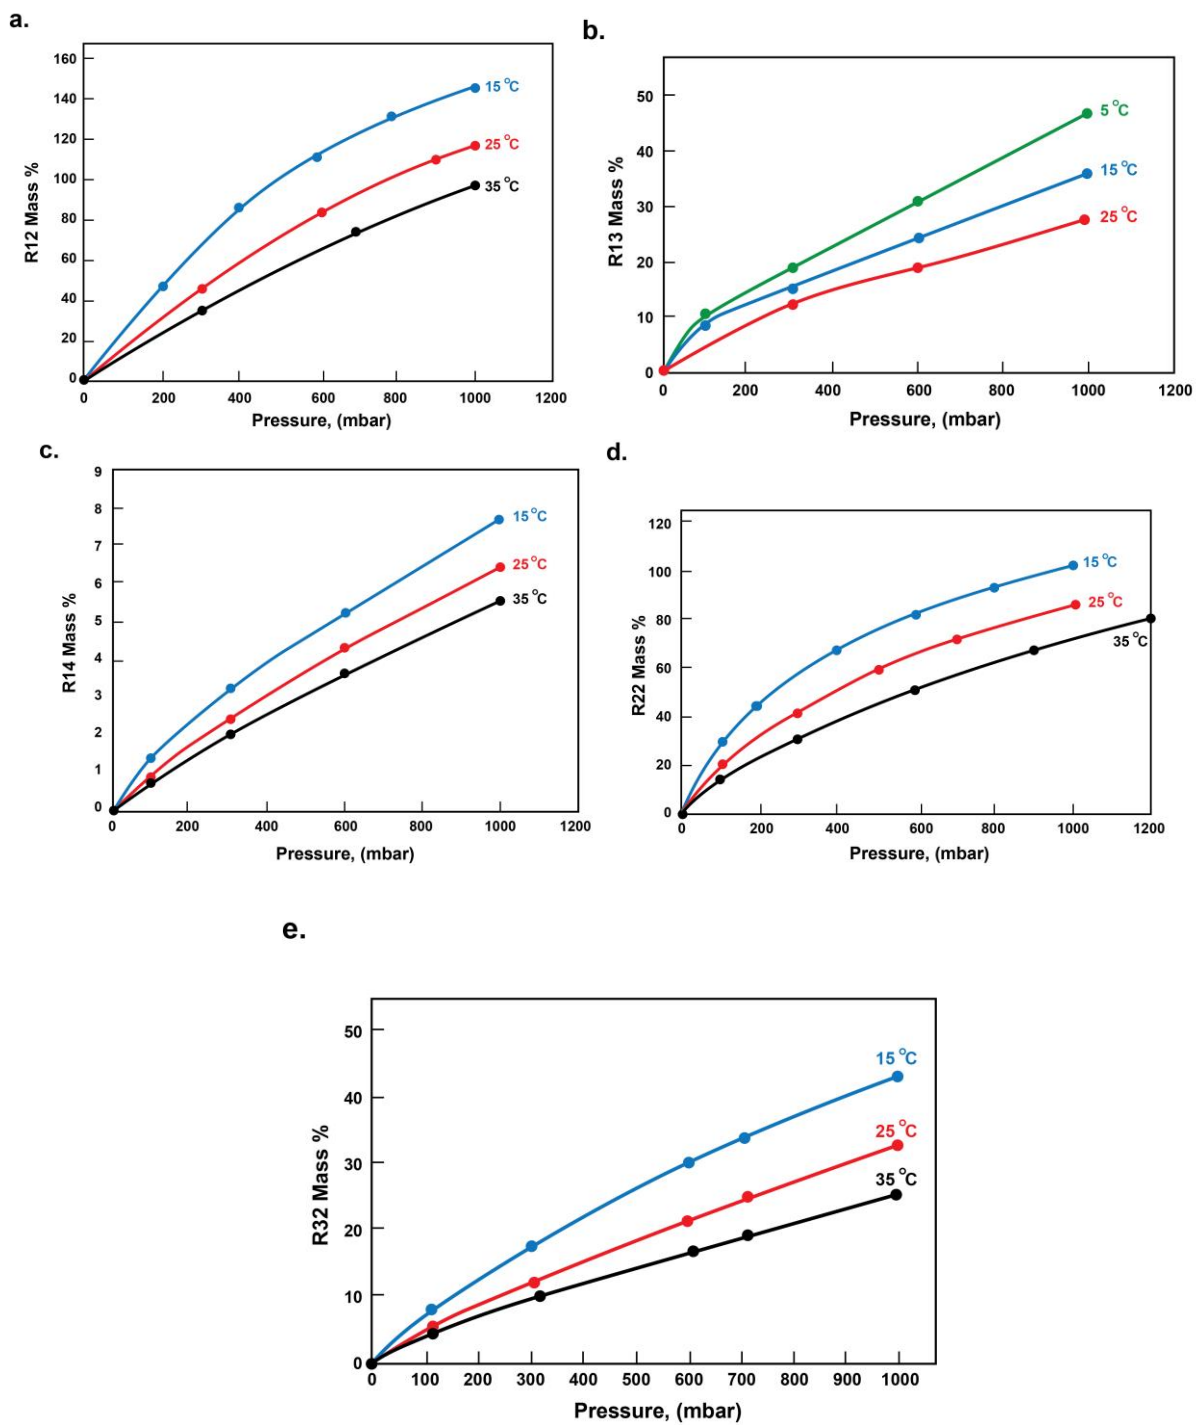 a.
160
140
120
100
80
60
40
20
0
R12 Mass %
15 °C
25 °C
35 °C
0 200 400 600 800 1000 1200
Pressure, (mbar)
b.
50
40
30
20
10
0
R13 Mass %
5 °C
15 °C
25 °C
0 200 400 600 800 1000 1200
Pressure, (mbar)
c.
9
8
7
6
5
4
3
2
1
0
R14 Mass %
15 °C
25 °C
35 °C
0 200 400 600 800 1000 1200
Pressure, (mbar)
d.
120
100
80
60
40
20
0
R22 Mass %
15 °C
25 °C
35 °C
0 200 400 600 800 1000 1200
Pressure, (mbar)
e.
50
40
30
20
10
0
R32 Mass %
15 °C
25 °C
35 °C
0 100 200 300 400 500 600 700 800 900 1000
Pressure, (mbar)